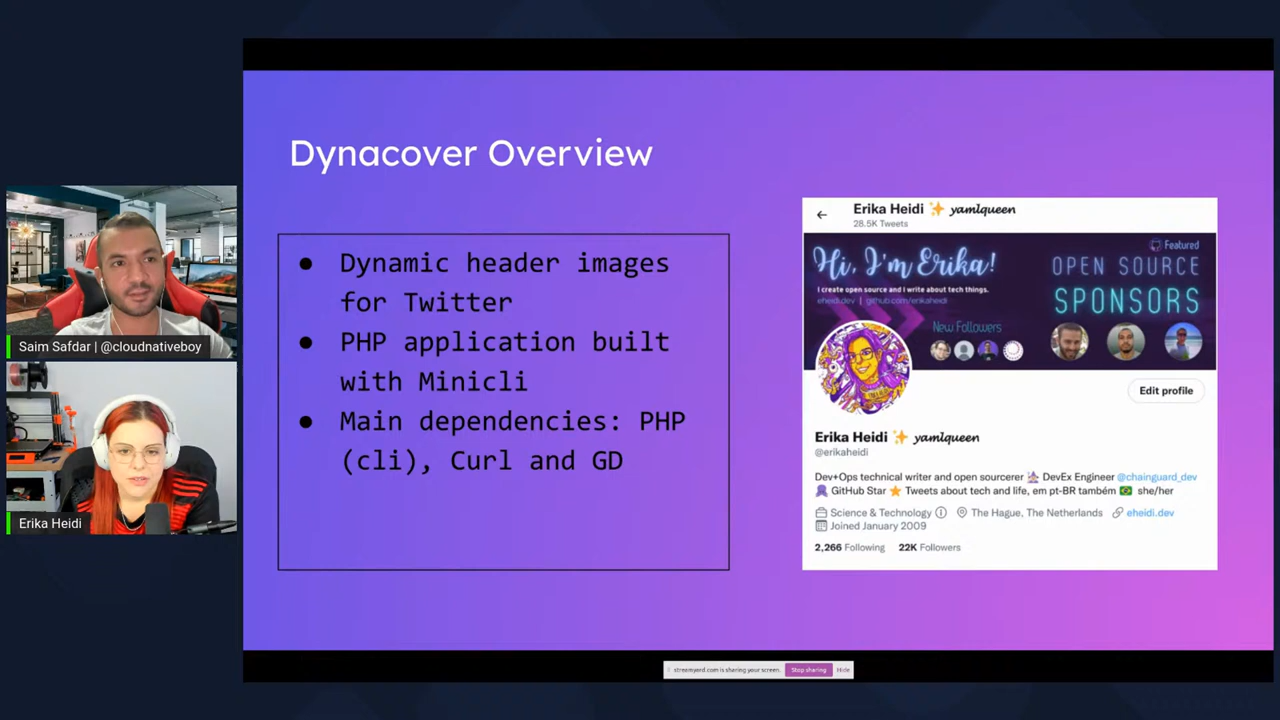 Dynacover Overview
● Dynamic header images
for Twitter
● PHP application built
with Minicli
● Main dependencies: PHP
(cli), Curl and GD
Erika Heidi ✨ yamlqueen
28.5K Tweets
Hi, I'm Erika!
I create open source and I write about tech things.
eheidi.dev | github.com/erikaheidi
New Followers
Featured
OPEN SOURCE
SPONSORS
Edit profile
Erika Heidi ✨ yamlqueen
@erikaheidi
Dev+Ops technical writer and open sourcerer DevEx Engineer @chainguard_dev
GitHub Star ⭐ Tweets about tech and life, em pt-BR também 🇧🇷 she/her
Science & Technology The Hague, The Netherlands eheidi.dev
Joined January 2009
2,266 Following 22K Followers
Saim Safdar | @cloudnativeboy
Erika Heidi
streamyard.com is sharing your screen. Stop sharing Hide